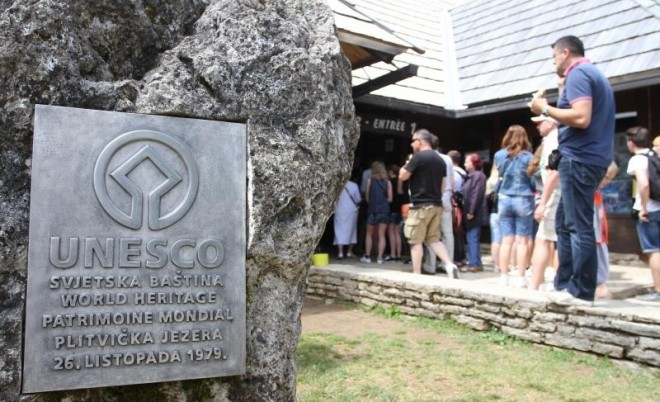 UNESCO
SVJETSKA BAŠTINA
WORLD HERITAGE
PATRIMOINE MONDIAL
PLITVIČKA JEZERA
26. LISTOPADA 1979.
- ENTRÉE 1